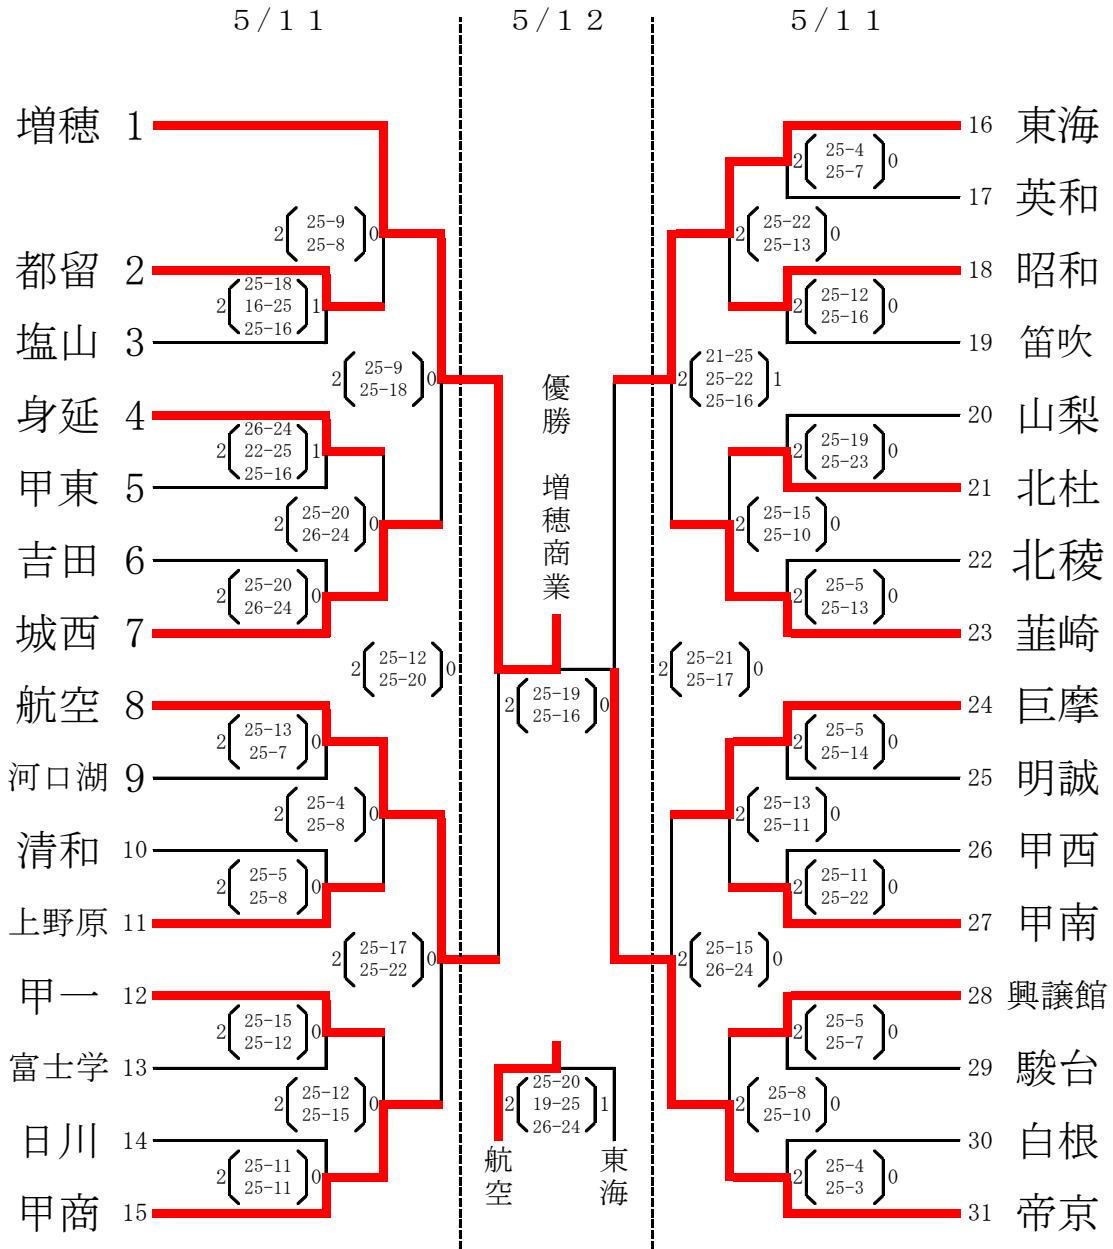 5/11
5/12
5/11
増穂 1
都留 2
塩山 3
身延 4
甲東 5
吉田 6
城西 7
航空 8
河口湖 9
清和 10
上野原 11
甲一 12
富士学 13
日川 14
甲商 15
2 25-9 0
25-8
25-18
2 16-25 1
25-16
2 25-9 0
25-18
26-24
2 22-25 1
25-16
2 25-20 0
26-24
2 25-20 0
26-24
2 25-12 0
25-20
2 25-13 0
25-7
2 25-4 0
25-8
2 25-5 0
25-8
2 25-17 0
25-22
2 25-15 0
25-12
2 25-12 0
25-15
2 25-11 0
25-11
優勝 増穂商業
2 25-19 0
25-16
25-20
2 19-25 1
26-24
航空
東海
2 25-4 0
25-7
2 25-22 0
25-13
2 25-12 0
25-16
21-25
2 25-22 1
25-16
2 25-19 0
25-23
2 25-15 0
25-10
2 25-5 0
25-13
2 25-21 0
25-17
2 25-5 0
25-14
2 25-13 0
25-11
2 25-11 0
25-22
2 25-15 0
26-24
2 25-5 0
25-7
2 25-8 0
25-10
2 25-4 0
25-3
16 東海
17 英和
18 昭和
19 笛吹
20 山梨
21 北杜
22 北稜
23 韮崎
24 巨摩
25 明誠
26 甲西
27 甲南
28 興譲館
29 駿台
30 白根
31 帝京